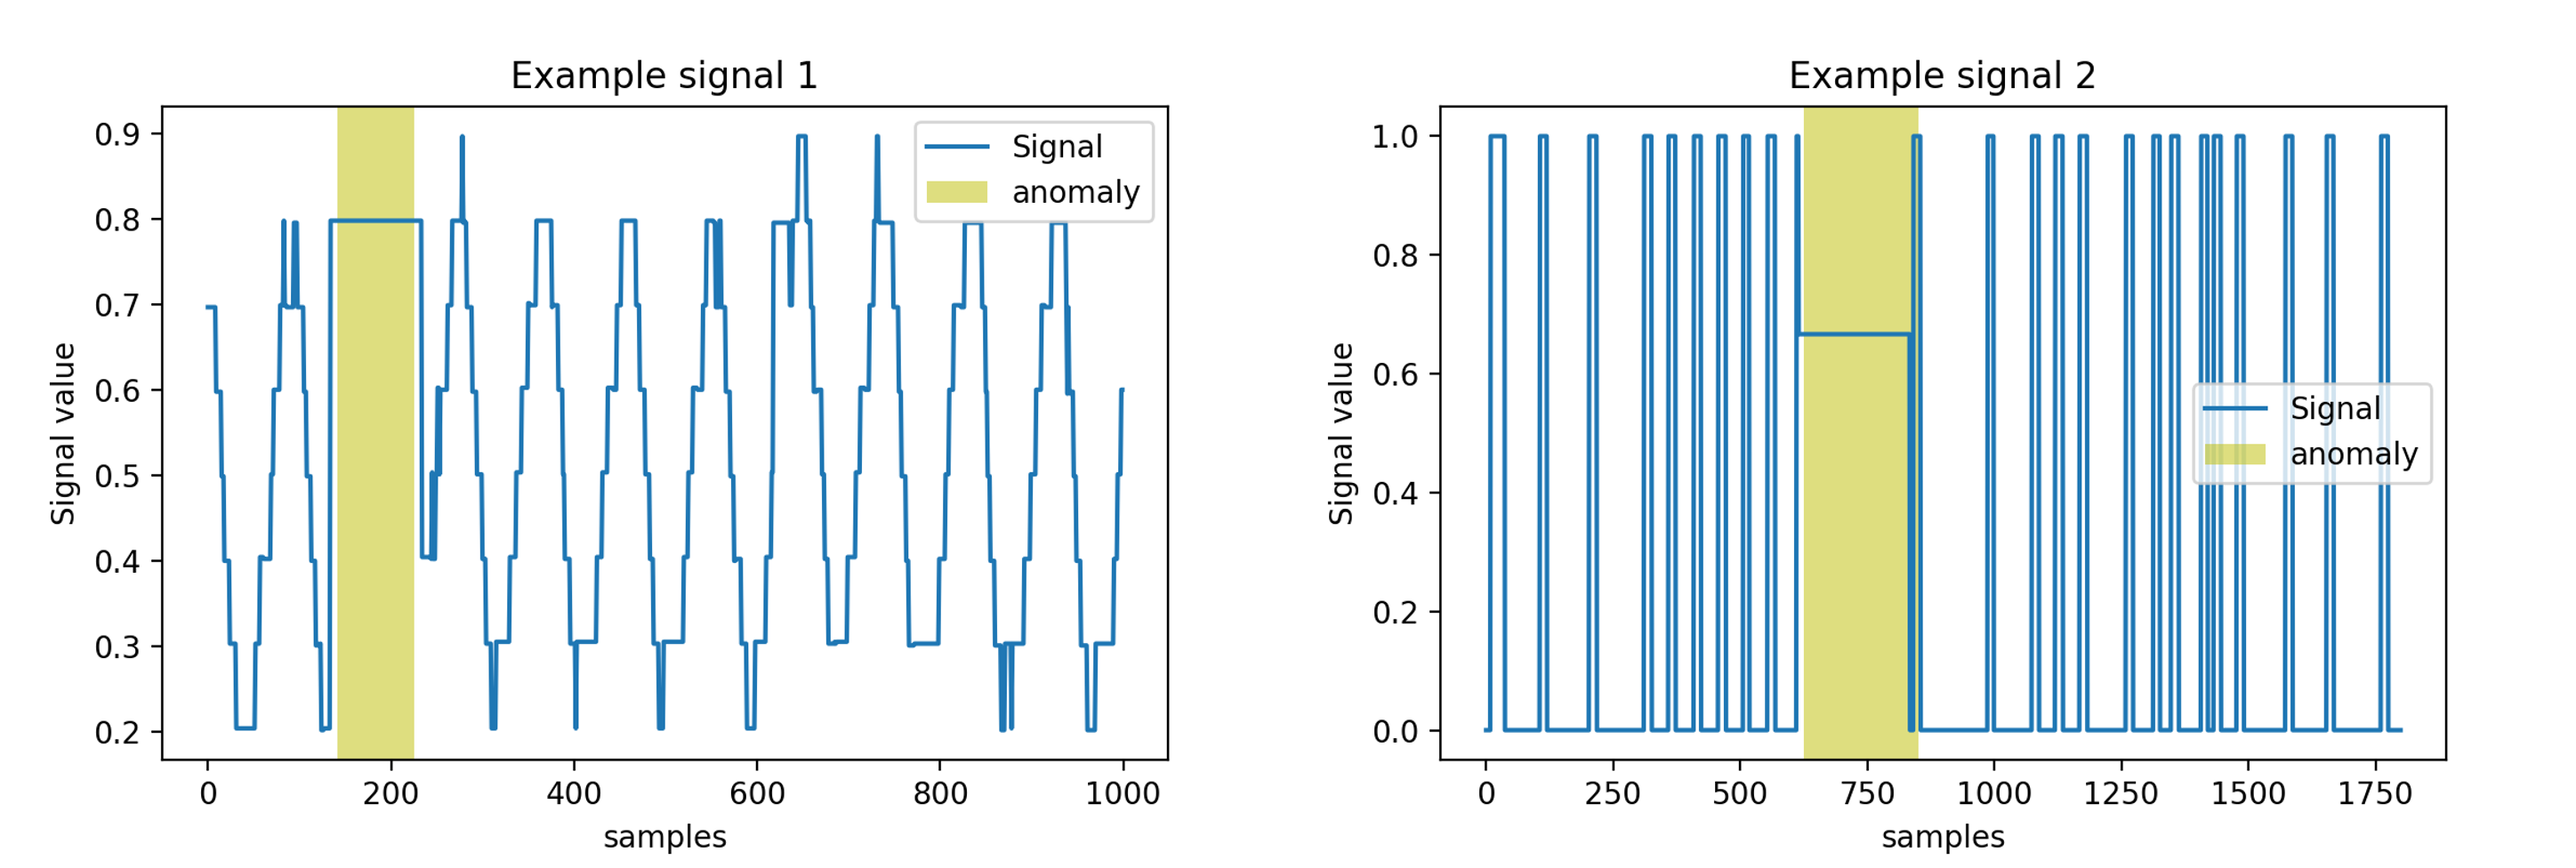 Example signal 1
Signal value
0.9
0.8
0.7
0.6
0.5
0.4
0.3
0.2
0 200 400 600 800 1000
samples
Signal
anomaly
Example signal 2
Signal value
1.0
0.8
0.6
0.4
0.2
0.0
0 250 500 750 1000 1250 1500 1750
samples
Signal
anomaly